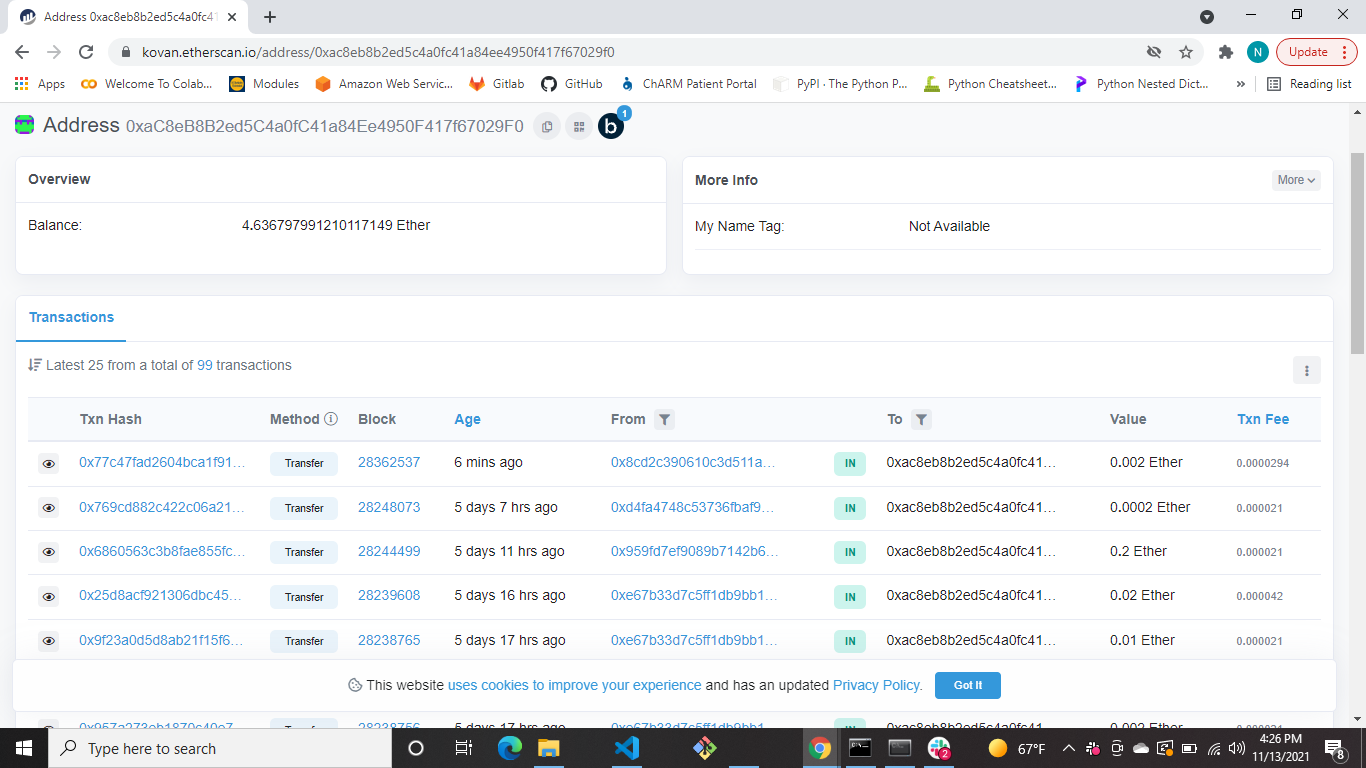 Address 0xac8eb8b2ed5c4a0fc41
kovan.etherscan.io/address/0xac8eb8b2ed5c4a0fc41a84ee4950f417f67029f0
N
Update
Apps
Welcome To Colab...
Modules
Amazon Web Servic...
Gitlab
GitHub
ChARM Patient Portal
PyPI · The Python P...
Python Cheatsheet...
Python Nested Dict...
»
Reading list
Address 0xaC8eB8B2ed5C4a0fC41a84Ee4950F417f67029F0
b
1
Overview
Balance: 4.636797991210117149 Ether
More Info
More
My Name Tag: Not Available
Transactions
Latest 25 from a total of 99 transactions
Txn Hash Method Block Age From To Value Txn Fee
0x77c47fad2604bca1f91... Transfer 28362537 6 mins ago 0x8cd2c390610c3d511a... IN 0xac8eb8b2ed5c4a0fc41... 0.002 Ether 0.0000294
0x769cd882c422c06a21... Transfer 28248073 5 days 7 hrs ago 0xd4fa4748c53736fbaf9... IN 0xac8eb8b2ed5c4a0fc41... 0.0002 Ether 0.000021
0x6860563c3b8fae855fc... Transfer 28244499 5 days 11 hrs ago 0x959fd7ef9089b7142b6... IN 0xac8eb8b2ed5c4a0fc41... 0.2 Ether 0.000021
0x25d8acf921306dbc45... Transfer 28239608 5 days 16 hrs ago 0xe67b33d7c5ff1db9bb1... IN 0xac8eb8b2ed5c4a0fc41... 0.02 Ether 0.000042
0x9f23a0d5d8ab21f15f6... Transfer 28238765 5 days 17 hrs ago 0xe67b33d7c5ff1db9bb1... IN 0xac8eb8b2ed5c4a0fc41... 0.01 Ether 0.000021
This website uses cookies to improve your experience and has an updated Privacy Policy. Got It
Transfer 28238756 5 days 17 hrs ago 0xe67b33d7c5ff1db9bb1... IN 0xac8eb8b2ed5c4a0fc41... 0.002 Ether
Type here to search
2
67°F
4:26 PM
11/13/2021
8